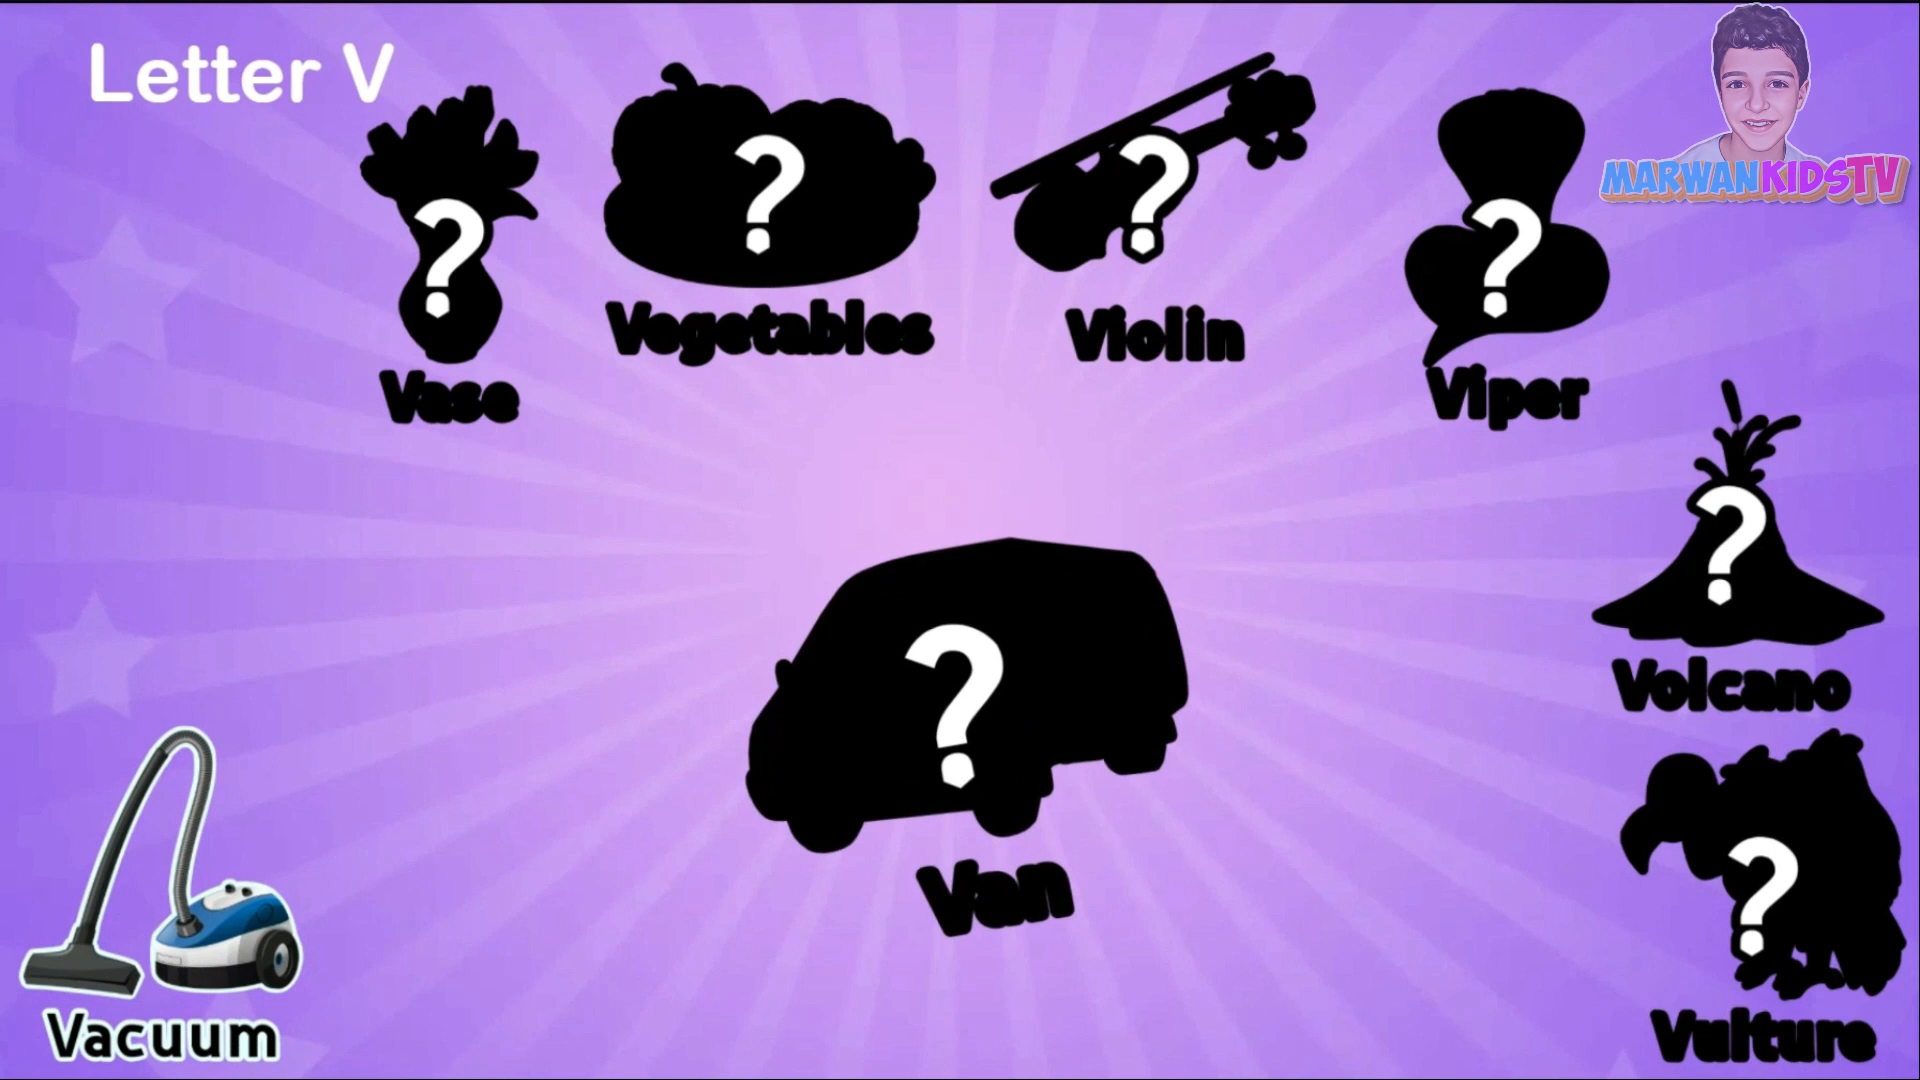 Letter V
MARWANKIDSTV
?
?
?
?
Vase
Vegetables
Violin
Viper
?
Volcano
?
Van
?
Vulture
Vacuum